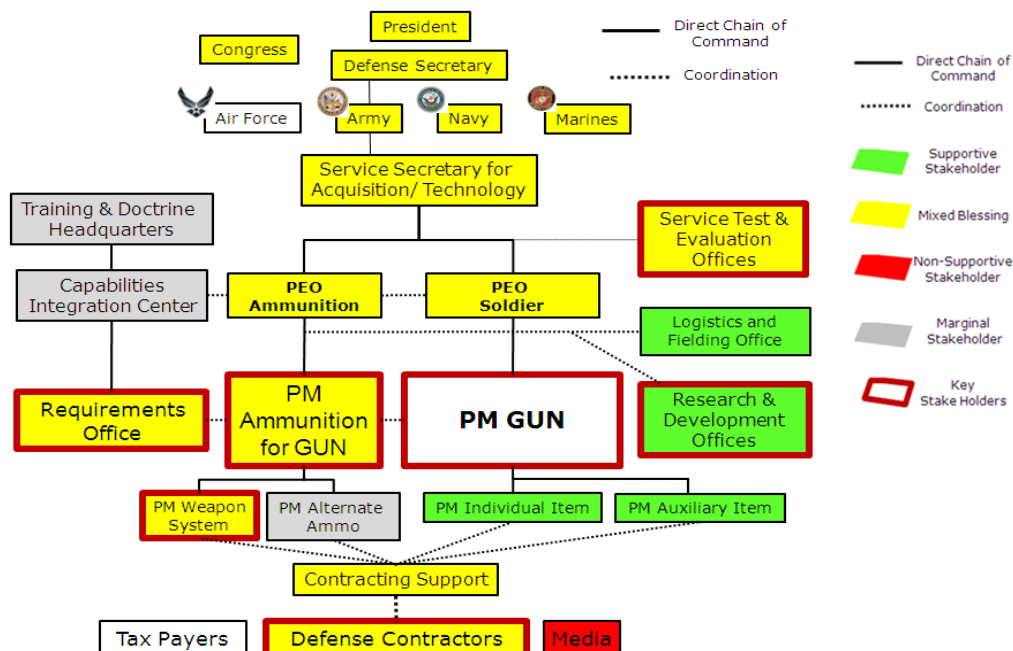 President
Congress
Defense Secretary
Air Force
Army
Navy
Marines
Service Secretary for
Acquisition/ Technology
Training & Doctrine
Headquarters
Service Test &
Evaluation
Offices
Capabilities
Integration Center
PEO
Ammunition
PEO
Soldier
Logistics and
Fielding Office
Requirements
Office
PM
Ammunition
for GUN
PM GUN
Research &
Development
Offices
PM Weapon
System
PM Alternate
Ammo
PM Individual Item
PM Auxiliary Item
Contracting Support
Tax Payers
Defense Contractors
Media
Direct Chain of
Command
Coordination
Direct Chain of
Command
Coordination
Supportive
Stakeholder
Mixed Blessing
Non-Supportive
Stakeholder
Marginal
Stakeholder
Key
Stake Holders